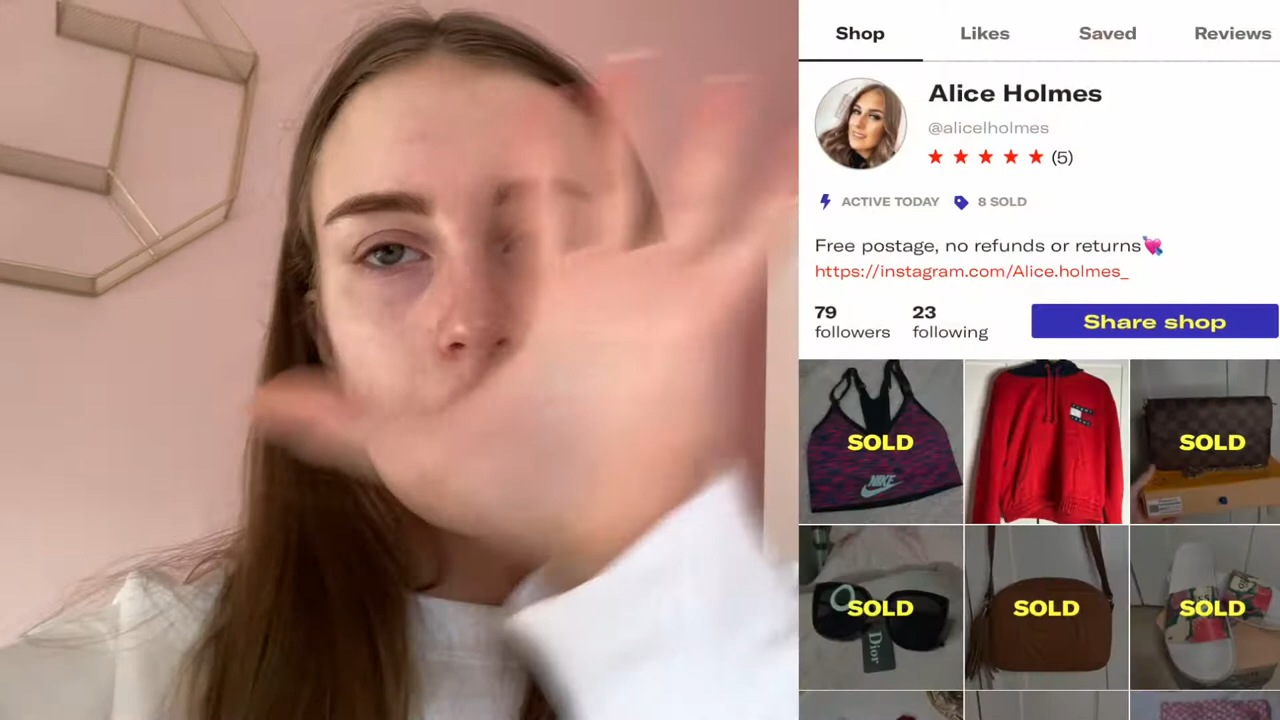 Shop Likes Saved Reviews
Alice Holmes
@alicelholmes
(5)
ACTIVE TODAY 8 SOLD
Free postage, no refunds or returns💘
https://instagram.com/Alice.holmes_
79 23
followers following
Share shop
SOLD
SOLD
NIKE
SOLD
SOLD
SOLD
Dior